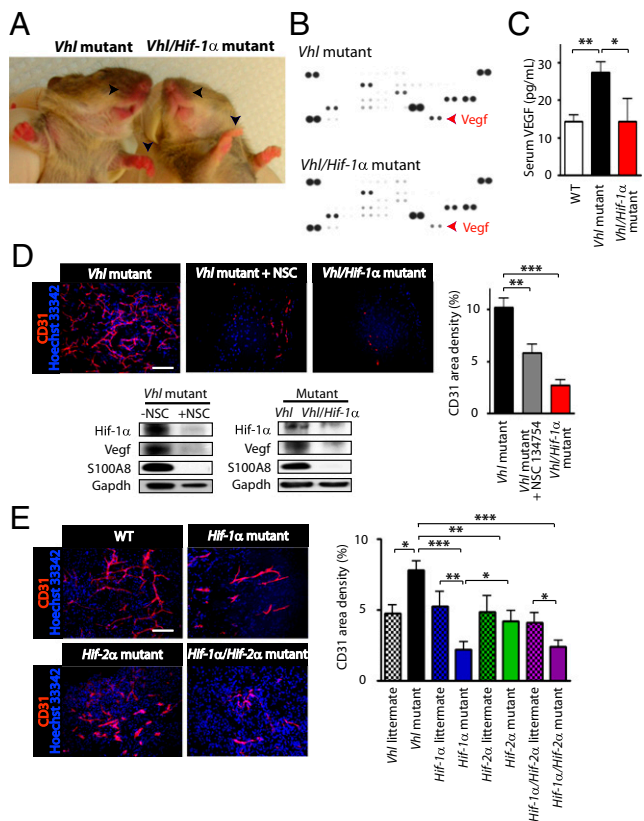 A
Vhl mutant
Vhl/Hif-1α mutant
B
Vhl mutant
Vegf
Vhl/Hif-1α mutant
Vegf
C
Serum VEGF (pg/mL)
30
20
10
0
**
*
WT
Vhl mutant
Vhl/Hif-1α mutant
D
CD31
Hoechst 33342
Vhl mutant
Vhl mutant + NSC
Vhl/Hif-1α mutant
Vhl mutant
-NSC +NSC
Hif-1α
Vegf
S100A8
Gapdh
Mutant
Vhl Vhl/Hif-1α
Hif-1α
Vegf
S100A8
Gapdh
CD31 area density (%)
10
5
0
***
**
Vhl mutant
Vhl mutant + NSC 134754
Vhl/Hif-1α mutant
E
CD31
Hoechst 33342
WT
Hif-1α mutant
CD31
Hoechst 33342
Hif-2α mutant
Hif-1α/Hif-2α mutant
CD31 area density (%)
10
5
0
***
**
* *** ** * *
Vhl littermate
Vhl mutant
Hif-1α littermate
Hif-1α mutant
Hif-2α littermate
Hif-2α mutant
Hif-1α/Hif-2α littermate
Hif-1α/Hif-2α mutant